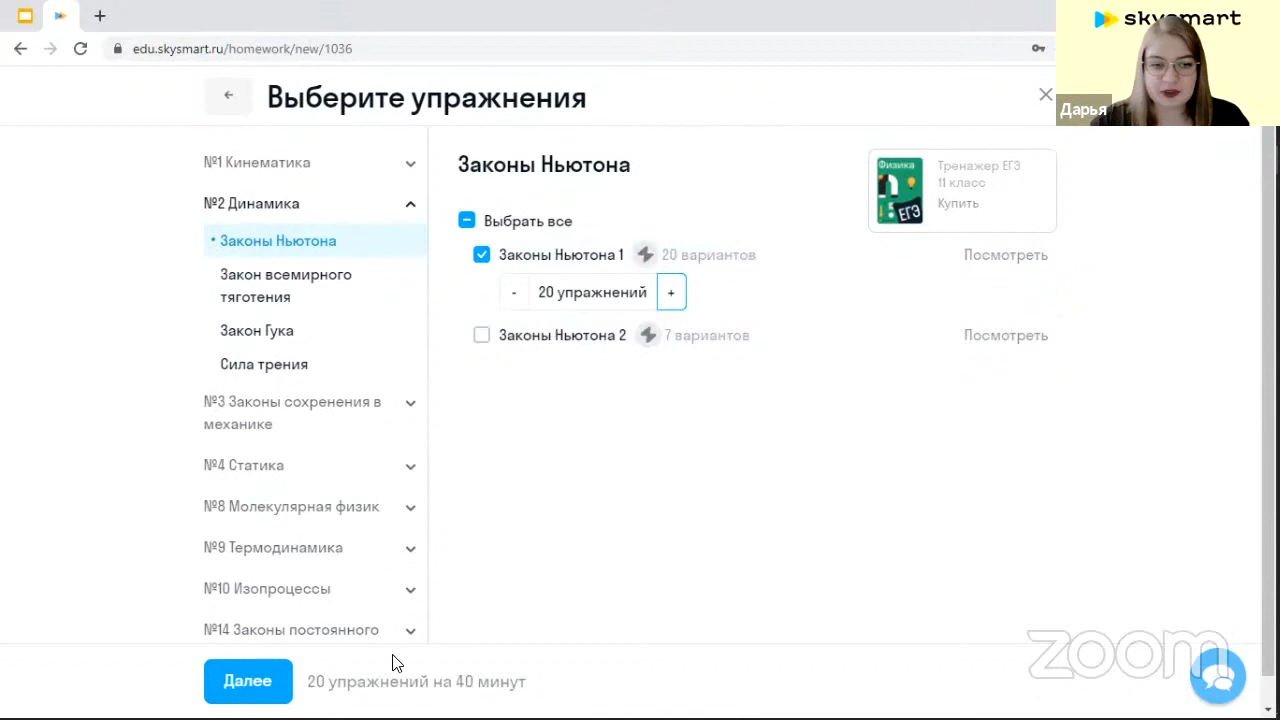 edu.skysmart.ru/homework/new/1036
skysmart
Дарья
Выберите упражнения
№1 Кинематика
№2 Динамика
• Законы Ньютона
Закон всемирного
тяготения
Закон Гука
Сила трения
№3 Законы сохренения в
механике
№4 Статика
№8 Молекулярная физик
№9 Термодинамика
№10 Изопроцессы
№14 Законы постоянного
Законы Ньютона
Физика
ЕГЭ
Тренажер ЕГЭ
11 класс
Купить
Выбрать все
Законы Ньютона 1 20 вариантов Посмотреть
- 20 упражнений +
Законы Ньютона 2 7 вариантов Посмотреть
Далее 20 упражнений на 40 минут
zoom